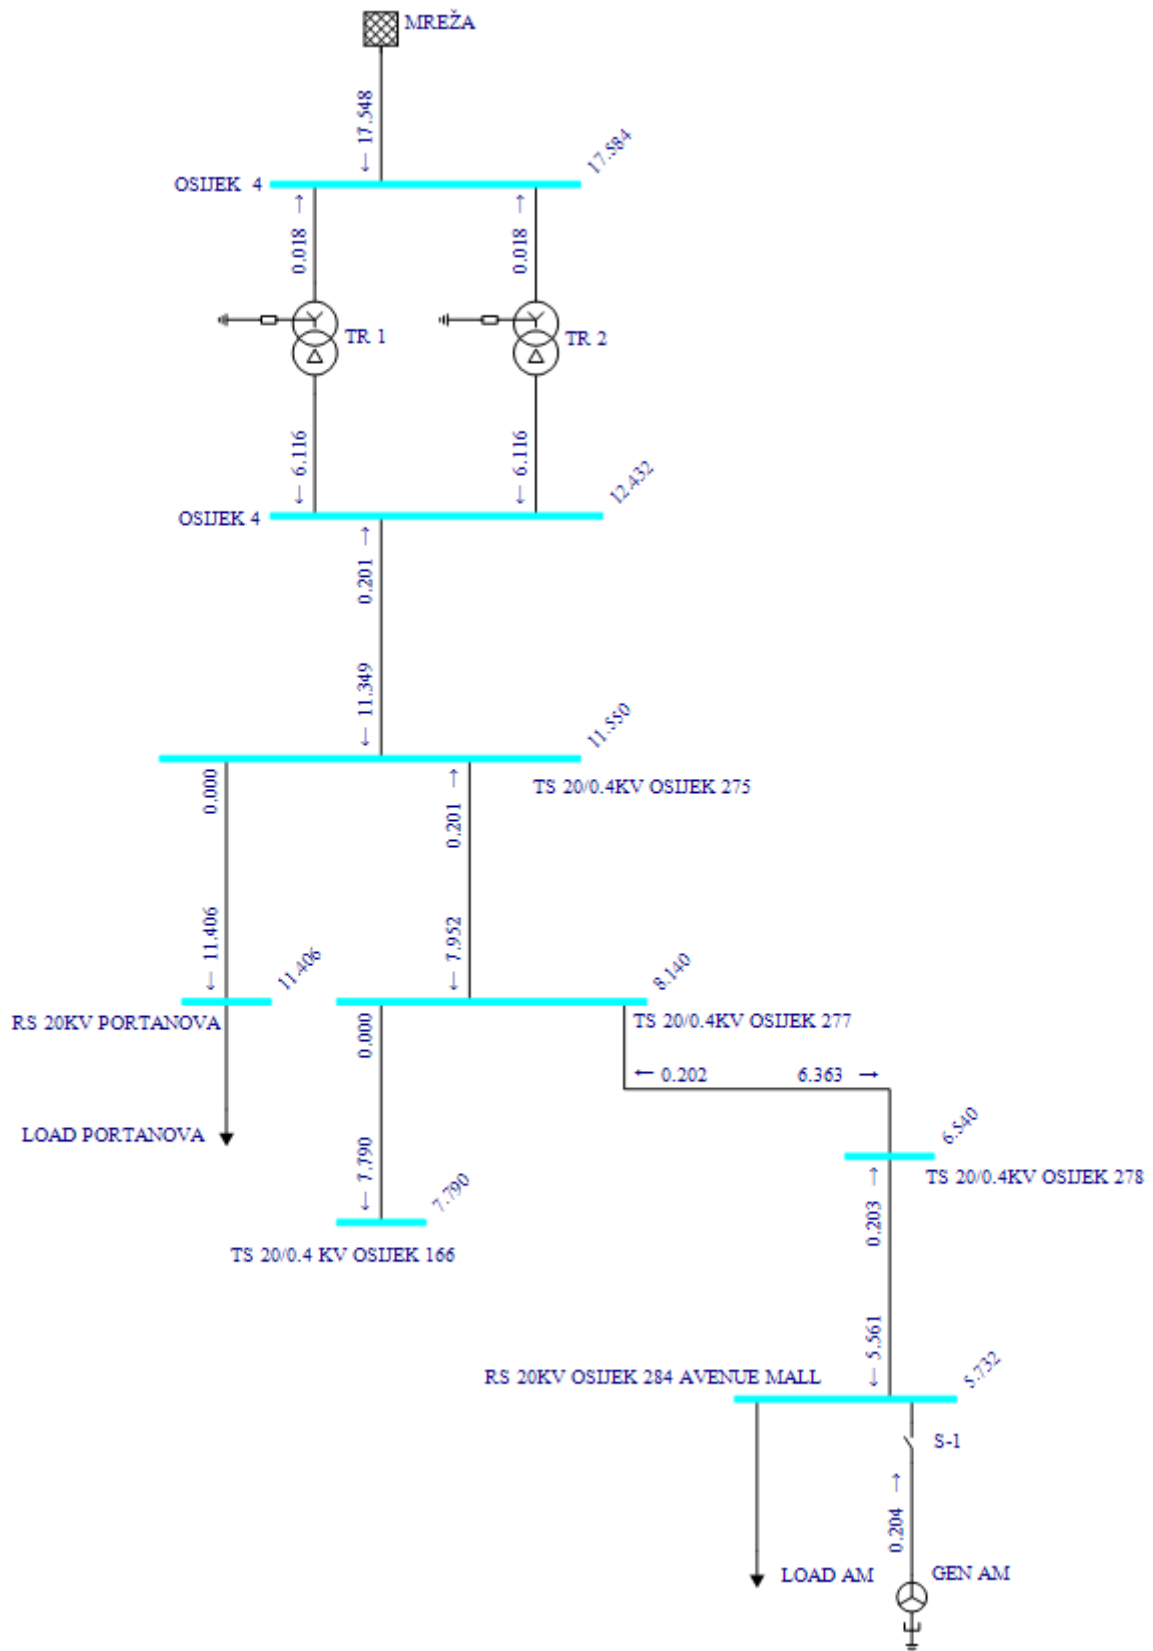 MREŽA
← 17.548
17.584
OSIJEK  4
0.018 →
0.018 →
TR 1
TR 2
← 6.116
← 6.116
12.432
OSIJEK 4
0.201 →
← 11.349
11.550
TS 20/0.4KV OSIJEK 275
0.000
0.201 →
← 11.406
← 7.952
11.406
8.140
RS 20KV PORTANOVA
TS 20/0.4KV OSIJEK 277
0.000
← 0.202
6.363 →
LOAD PORTANOVA
6.540
← 7.790
7.790
TS 20/0.4KV OSIJEK 278
0.203 →
TS 20/0.4 KV OSIJEK 166
← 5.561
RS 20KV OSIJEK 284 AVENUE MALL
5.732
S-1
0.204 →
LOAD AM
GEN AM